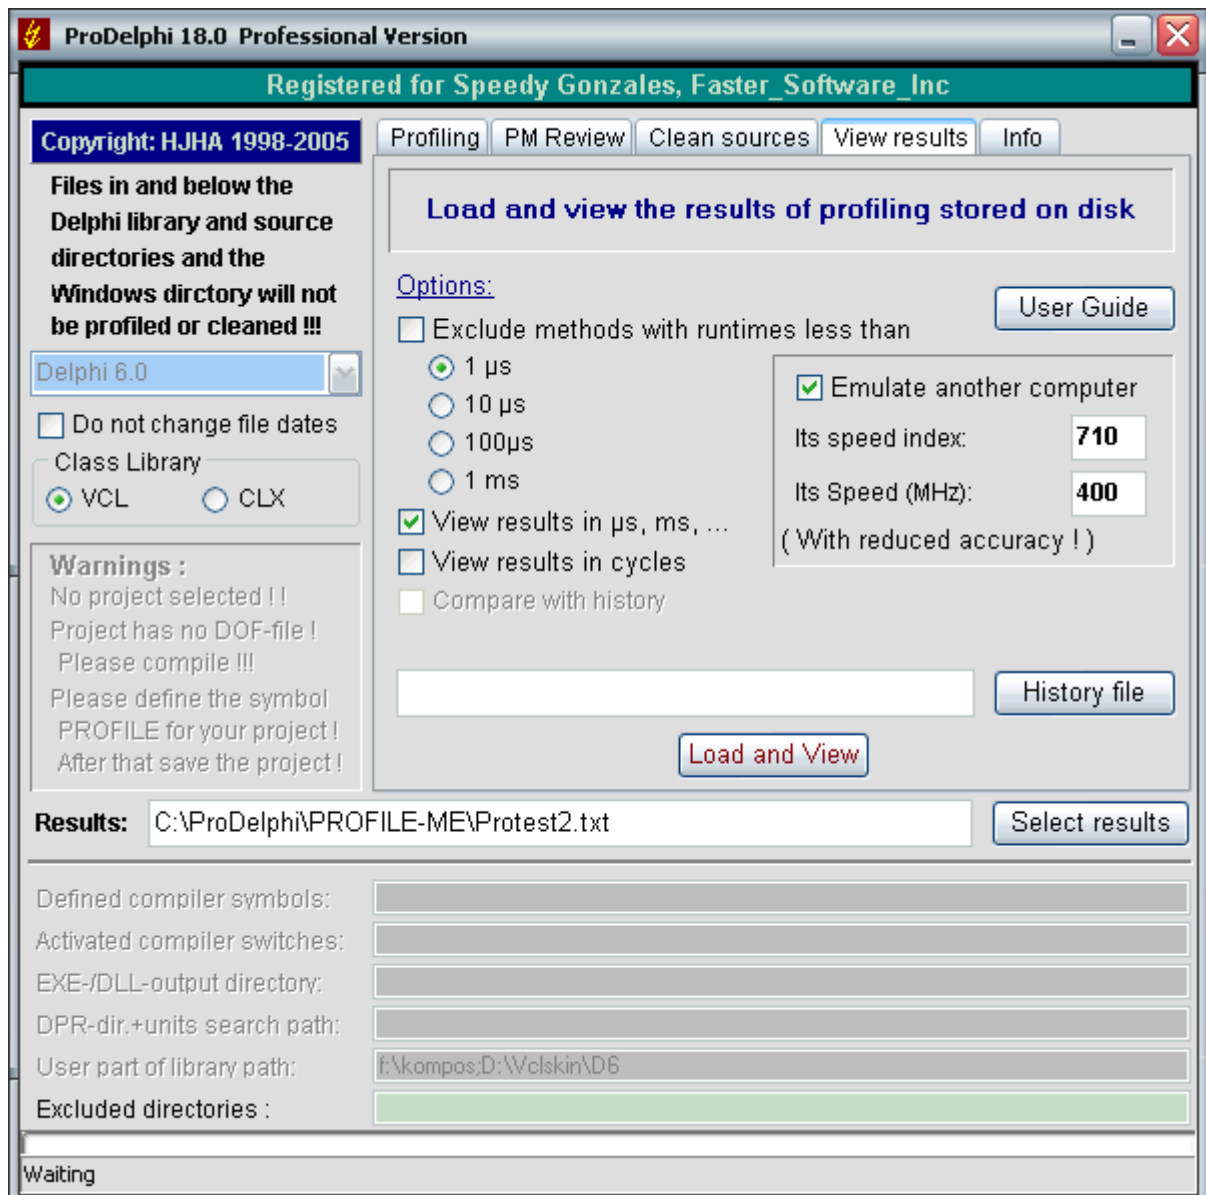 ProDelphi 18.0 Professional Version
Registered for Speedy Gonzales, Faster_Software_Inc
Copyright: HJHA 1998-2005
Files in and below the
Delphi library and source
directories and the
Windows dirctory will not
be profiled or cleaned !!!
Delphi 6.0
Do not change file dates
Class Library
VCL
CLX
Warnings :
No project selected ! !
Project has no DOF-file !
Please compile !!!
Please define the symbol
PROFILE for your project !
After that save the project !
Profiling
PM Review
Clean sources
View results
Info
Load and view the results of profiling stored on disk
Options:
User Guide
Exclude methods with runtimes less than
1 µs
10 µs
100µs
1 ms
Emulate another computer
Its speed index:
710
Its Speed (MHz):
400
( With reduced accuracy ! )
View results in µs, ms, ...
View results in cycles
Compare with history
History file
Load and View
Results:
C:\ProDelphi\PROFILE-ME\Protest2.txt
Select results
Defined compiler symbols:
Activated compiler switches:
EXE-/DLL-output directory:
DPR-dir.+units search path:
User part of library path:
f:\kompos;D:\Vclskin\D6
Excluded directories :
Waiting